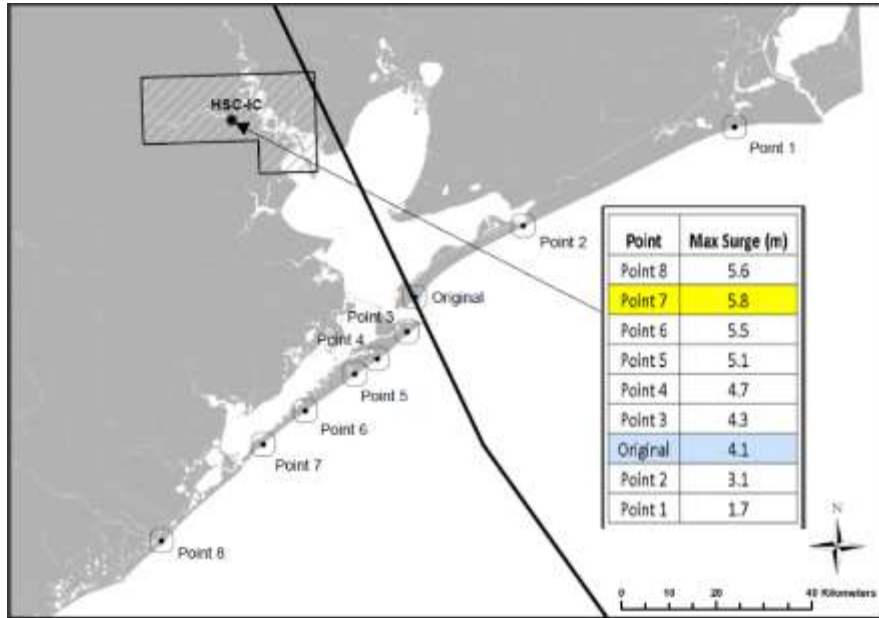 HSC-IC
Point 1
Point 2
Original
Point 3
Point 4
Point 5
Point 6
Point 7
Point 8
Point Max Surge (m)
Point 8 5.6
Point 7 5.8
Point 6 5.5
Point 5 5.1
Point 4 4.7
Point 3 4.3
Original 4.1
Point 2 3.1
Point 1 1.7
N
0 10 20 40 Kilometers